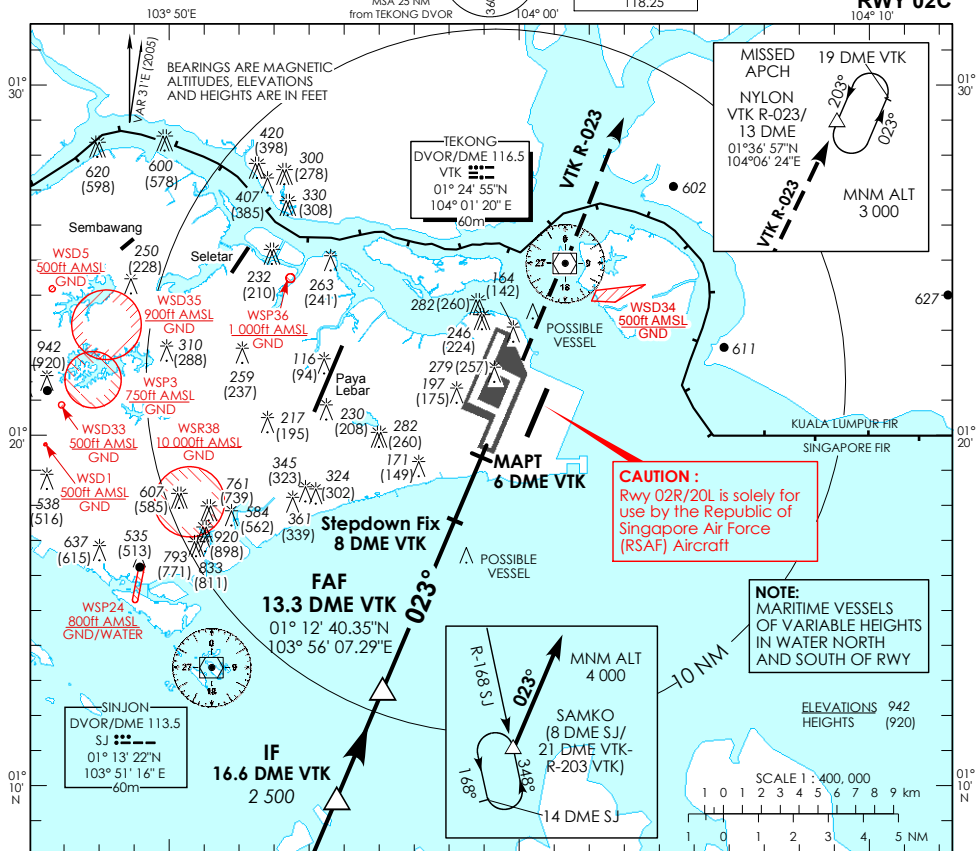 MSA 25 NM
from TEKONG DVOR
360
118.25
RWY 02C
103° 50'E
104° 00'
104° 10'
01°
30'
01°
30'
VAR 31'E (2005)
BEARINGS ARE MAGNETIC
ALTITUDES, ELEVATIONS
AND HEIGHTS ARE IN FEET
MISSED
APCH
19 DME VTK
NYLON
VTK R-023/
13 DME
01°36' 57"N
104°06' 24"E
203°
023°
MNM ALT
3 000
VTK R-023
VTK R-023
TEKONG
DVOR/DME 116.5
VTK
01° 24' 55"N
104° 01' 20" E
60m
620
(598)
600
(578)
420
(398)
300
(278)
407
(385)
330
(308)
602
Sembawang
Seletar
250
(228)
WSD5
500ft AMSL
GND
232
(210)
263
(241)
WSD35
900ft AMSL
GND
WSP36
1 000ft AMSL
GND
164
(142)
282(260)
246
(224)
POSSIBLE
VESSEL
WSD34
500ft AMSL
GND
627
611
27
9
18
942
(920)
310
(288)
259
(237)
116
(94)
279 (257)
197
(175)
Paya
Lebar
WSP3
750ft AMSL
GND
WSD33
500ft AMSL
GND
WSR38
10 000ft AMSL
GND
217
(195)
230
(208)
282
(260)
171
(149)
KUALA LUMPUR FIR
SINGAPORE FIR
01°
20'
01°
20'
WSD1
500ft AMSL
GND
538
(516)
607
(585)
761
(739)
345
(323)
324
(302)
584
(562)
361
(339)
MAPT
6 DME VTK
CAUTION :
Rwy 02R/20L is solely for
use by the Republic of
Singapore Air Force
(RSAF) Aircraft
Stepdown Fix
8 DME VTK
637
(615)
535
(513)
793
(771)
920
(898)
833
(811)
POSSIBLE
VESSEL
WSP24
800ft AMSL
GND/WATER
FAF
13.3 DME VTK
01° 12' 40.35"N
103° 56' 07.29"E
023°
NOTE:
MARITIME VESSELS
OF VARIABLE HEIGHTS
IN WATER NORTH
AND SOUTH OF RWY
10 NM
27
9
18
SINJON
DVOR/DME 113.5
SJ
01° 13' 22"N
103° 51' 16" E
60m
R-168 SJ
023°
MNM ALT
4 000
SAMKO
(8 DME SJ/
21 DME VTK-
R-203 VTK)
168°
348°
14 DME SJ
ELEVATIONS 942
HEIGHTS (920)
IF
16.6 DME VTK
2 500
01°
10'
N
01°
10'
N
SCALE 1 : 400, 000
1 0 1 2 3 4 5 6 7 8 9 km
1 0 1 2 3 4 5 NM